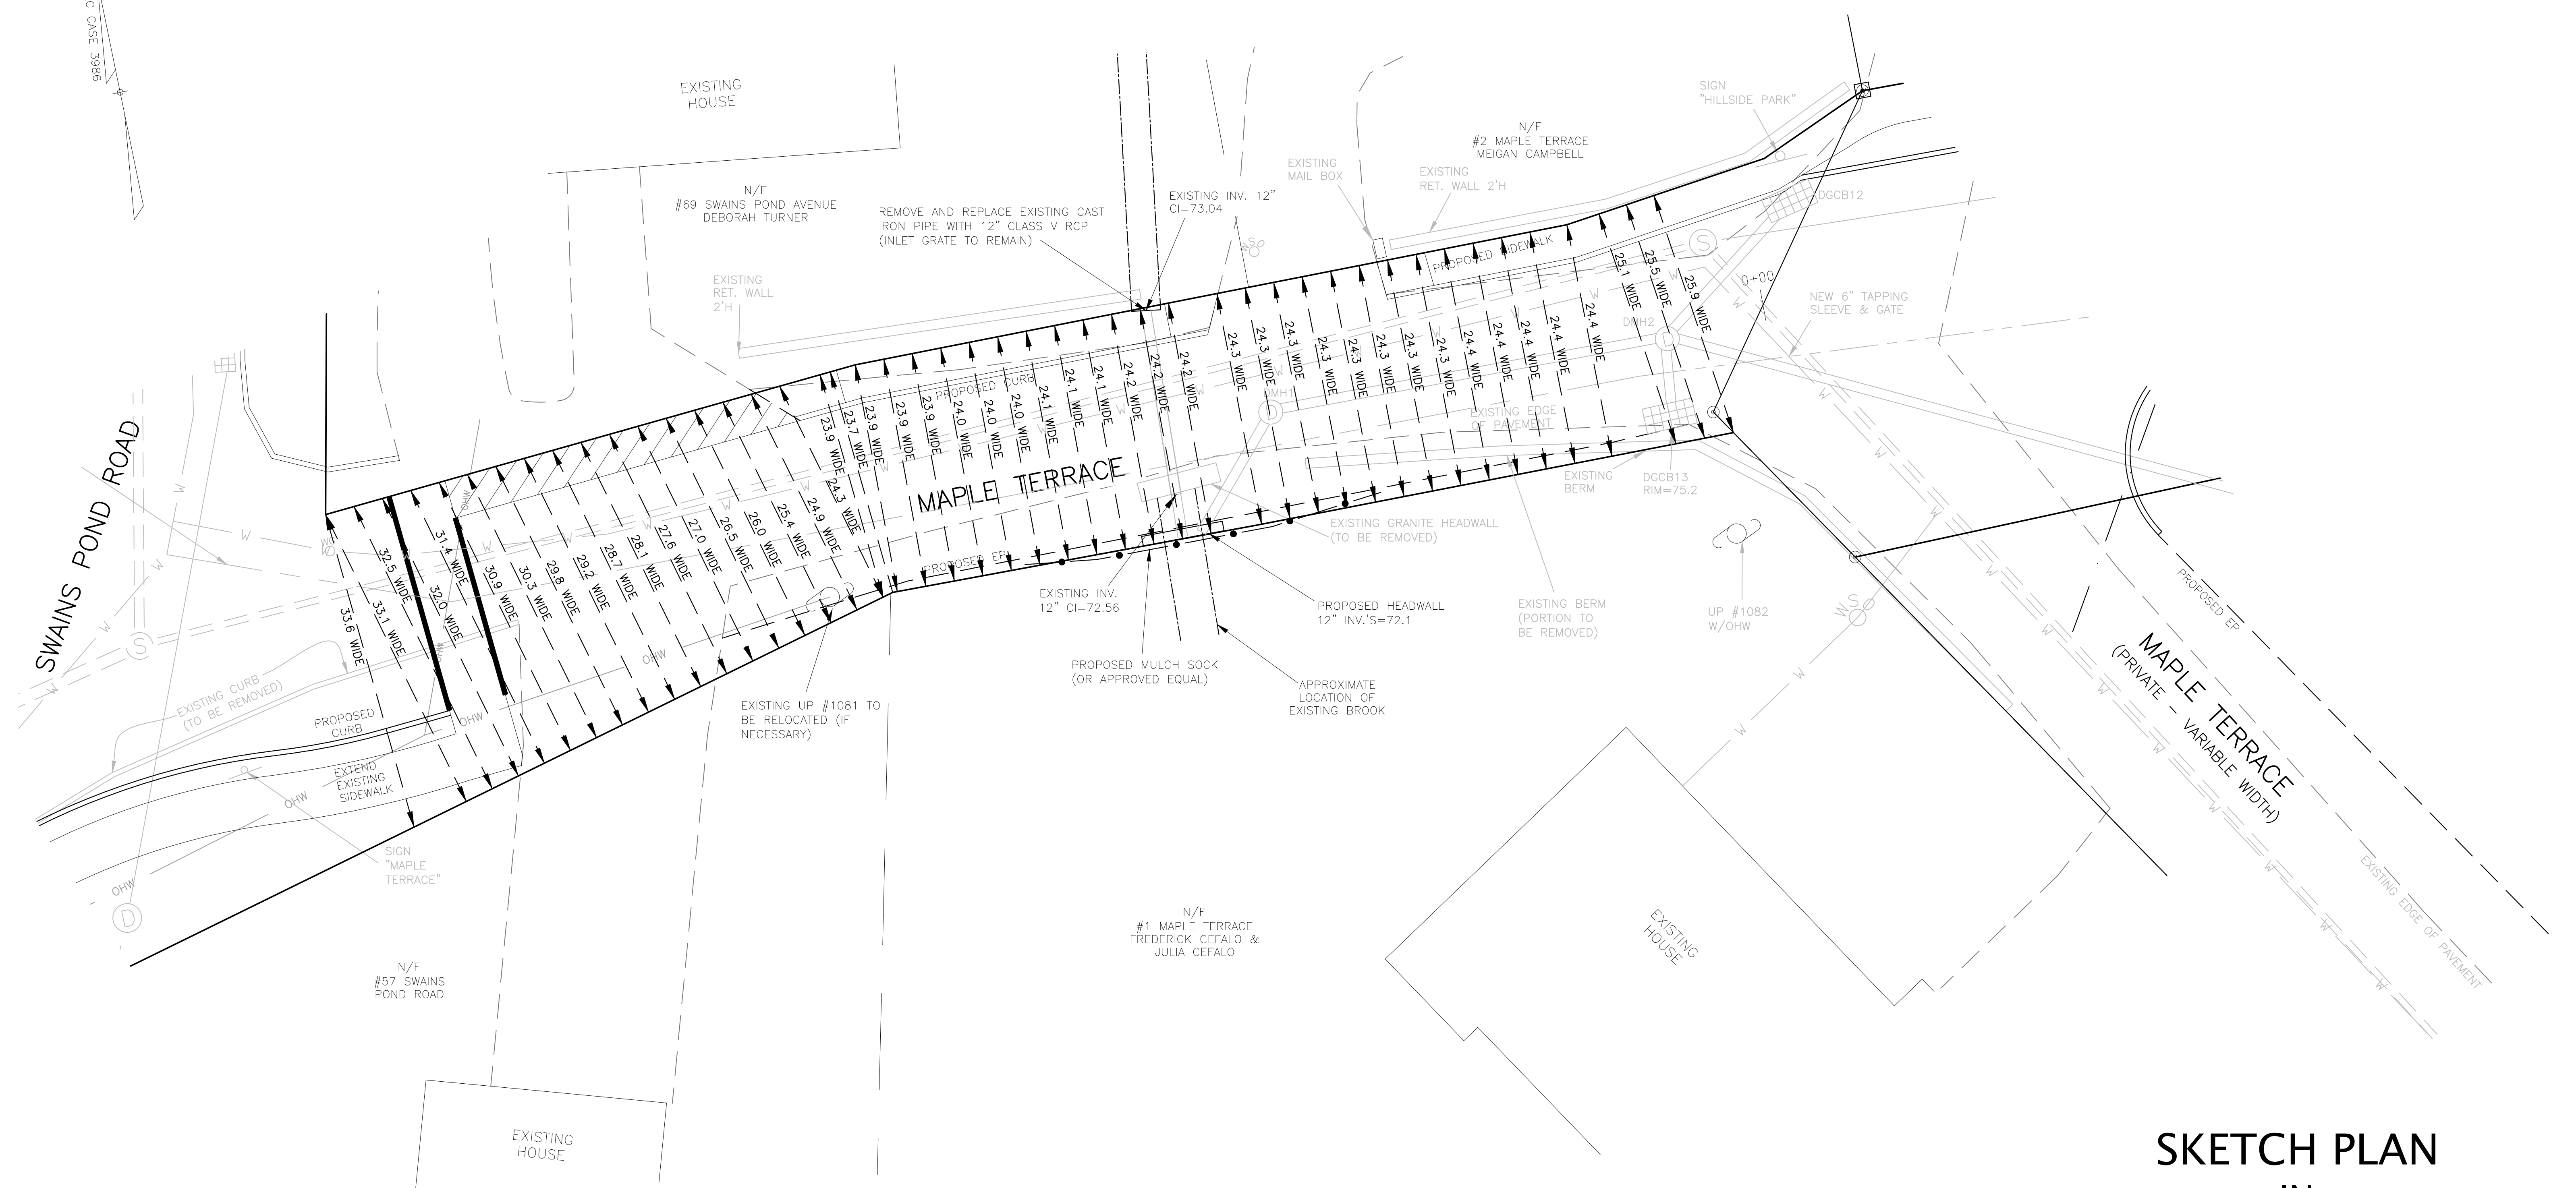 C CASE 3986
EXISTING
HOUSE
N/F
#69 SWAINS POND AVENUE
DEBORAH TURNER
REMOVE AND REPLACE EXISTING CAST
IRON PIPE WITH 12" CLASS V RCP
(INLET GRATE TO REMAIN)
EXISTING INV. 12"
CI=73.04
EXISTING
MAIL BOX
N/F
#2 MAPLE TERRACE
MEIGAN CAMPBELL
EXISTING
RET. WALL 2'H
SIGN
"HILLSIDE PARK"
DGCB12
S
0+00
NEW 6" TAPPING
SLEEVE & GATE
DMH2
D
EXISTING
RET. WALL
2'H
WSO
PROPOSED SIDEWALK
PROPOSED CURB
DMH1
EXISTING EDGE
OF PAVEMENT
EXISTING
BERM
DGCB13
RIM=75.2
SWAINS POND ROAD
MAPLE TERRACE
33.6 WIDE
33.1 WIDE
32.5 WIDE
32.0 WIDE
31.4 WIDE
30.9 WIDE
30.3 WIDE
29.8 WIDE
29.2 WIDE
28.7 WIDE
28.1 WIDE
27.6 WIDE
27.0 WIDE
26.5 WIDE
26.0 WIDE
25.4 WIDE
24.9 WIDE
24.3 WIDE
23.9 WIDE
23.7 WIDE
23.9 WIDE
23.9 WIDE
23.9 WIDE
24.0 WIDE
24.0 WIDE
24.0 WIDE
24.1 WIDE
24.1 WIDE
24.1 WIDE
24.2 WIDE
24.2 WIDE
24.2 WIDE
24.3 WIDE
24.3 WIDE
24.3 WIDE
24.3 WIDE
24.3 WIDE
24.3 WIDE
24.3 WIDE
24.3 WIDE
24.4 WIDE
24.4 WIDE
24.4 WIDE
24.4 WIDE
24.4 WIDE
25.1 WIDE
25.5 WIDE
25.9 WIDE
W
OHW
S
EXISTING CURB
(TO BE REMOVED)
PROPOSED
CURB
EXTEND
EXISTING
SIDEWALK
OHW
OHW
OHW
OHW
OHW
D
SIGN
"MAPLE
TERRACE"
PROPOSED EP
EXISTING UP #1081 TO
BE RELOCATED (IF
NECESSARY)
EXISTING INV.
12" CI=72.56
PROPOSED MULCH SOCK
(OR APPROVED EQUAL)
EXISTING GRANITE HEADWALL
(TO BE REMOVED)
PROPOSED HEADWALL
12" INV.'S=72.1
APPROXIMATE
LOCATION OF
EXISTING BROOK
EXISTING BERM
(PORTION TO
BE REMOVED)
UP #1082
W/OHW
WSO
PROPOSED EP
MAPLE TERRACE
(PRIVATE - VARIABLE WIDTH)
EXISTING EDGE OF PAVEMENT
N/F
#57 SWAINS
POND ROAD
N/F
#1 MAPLE TERRACE
FREDERICK CEFALO &
JULIA CEFALO
EXISTING
HOUSE
EXISTING
HOUSE
SKETCH PLAN
IN